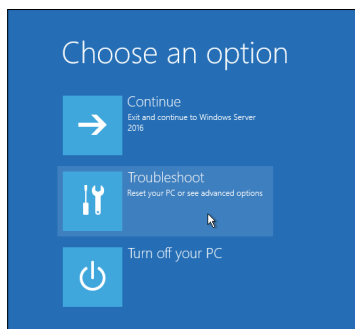 Choose an option
Continue
Exit and continue to Windows Server
2016
Troubleshoot
Reset your PC or see advanced options
Turn off your PC